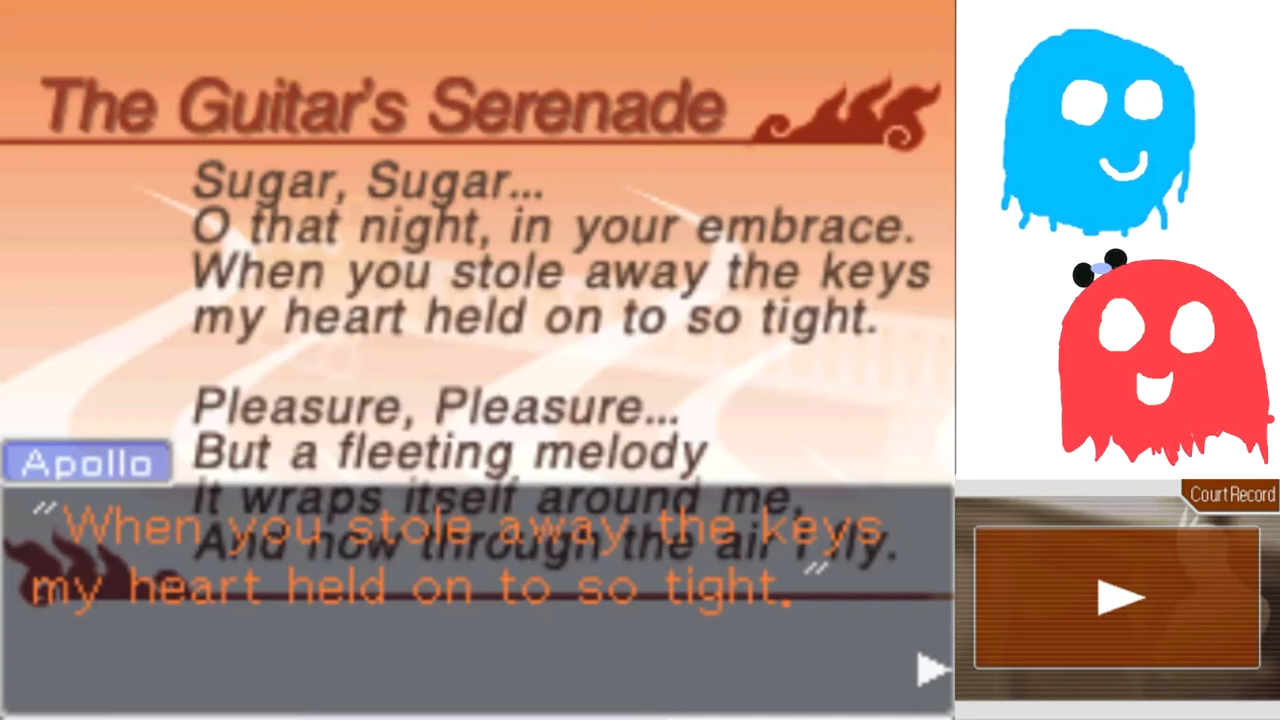 The Guitar's Serenade
Sugar, Sugar...
O that night, in your embrace.
When you stole away the keys
my heart held on to so tight.
Pleasure, Pleasure...
But a fleeting melody
It wraps itself around me,
And now through the air I fly.
Apollo
"When you stole away the keys
my heart held on to so tight."
Court Record